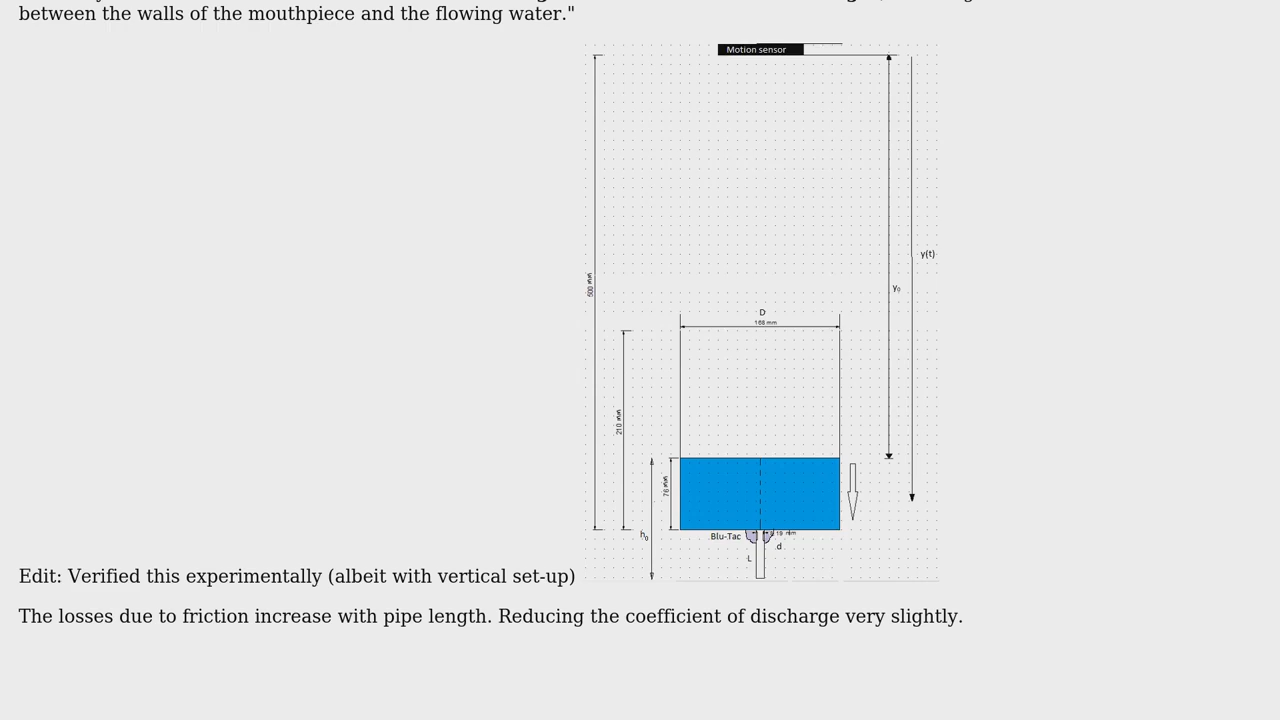 between the walls of the mouthpiece and the flowing water."
Motion sensor
y(t)
500 mm
y₀
D
168 mm
210 mm
76 mm
h₀
Blu-Tac
d
L
Edit: Verified this experimentally (albeit with vertical set-up)
The losses due to friction increase with pipe length. Reducing the coefficient of discharge very slightly.